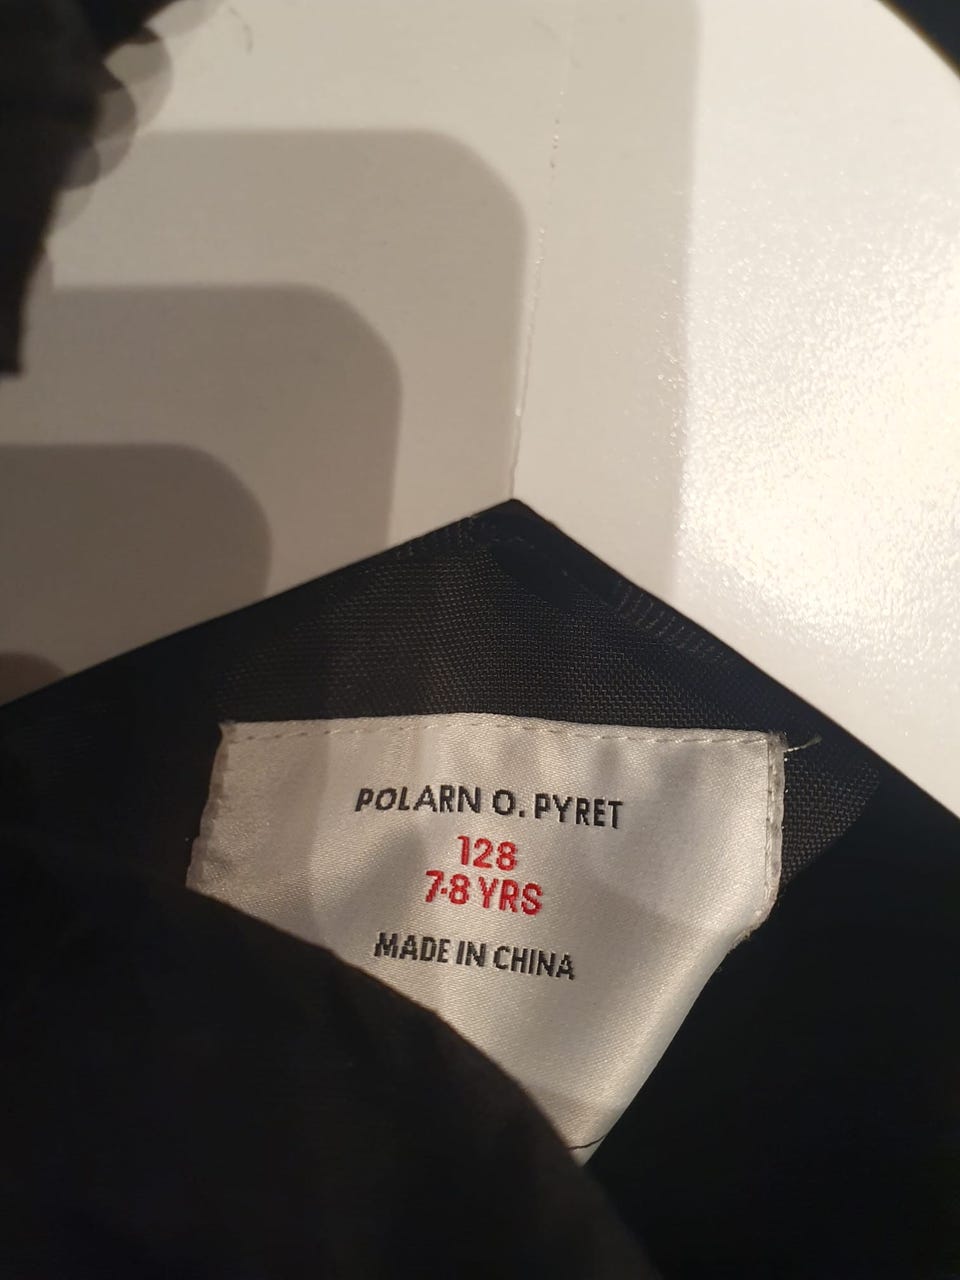 POLARN O. PYRET
128
7-8 YRS
MADE IN CHINA